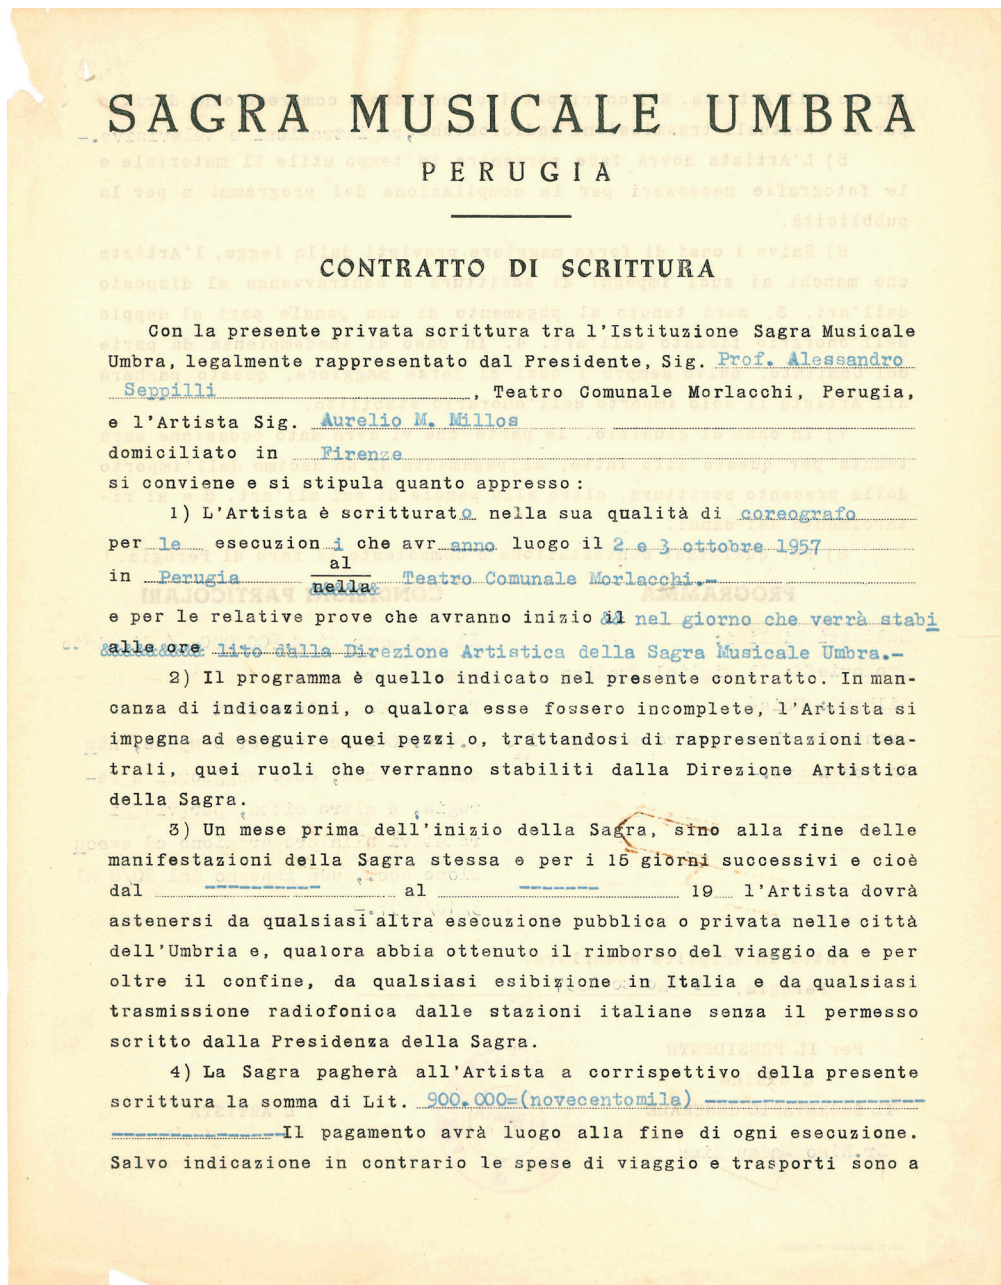 SAGRA MUSICALE UMBRA
PERUGIA
CONTRATTO DI SCRITTURA
Con la presente privata scrittura tra l'Istituzione Sagra Musicale
Umbra, legalmente rappresentato dal Presidente, Sig. Prof. Alessandro
Seppilli, Teatro Comunale Morlacchi, Perugia,
e l'Artista Sig. Aurelio M. Millos
domiciliato in Firenze
si conviene e si stipula quanto appresso:
1) L'Artista è scritturato nella sua qualità di coreografo
per le esecuzion i che avr anno luogo il 2 e 3 ottobre 1957
al
in Perugia nella Teatro Comunale Morlacchi.-
e per le relative prove che avranno inizio il nel giorno che verrà stabi
alle ore lito dalla Direzione Artistica della Sagra Musicale Umbra.-
2) Il programma è quello indicato nel presente contratto. In man-
canza di indicazioni, o qualora esse fossero incomplete, l'Artista si
impegna ad eseguire quei pezzi o, trattandosi di rappresentazioni tea-
trali, quei ruoli che verranno stabiliti dalla Direzione Artistica
della Sagra.
3) Un mese prima dell'inizio della Sagra, sino alla fine delle
manifestazioni della Sagra stessa e per i 15 giorni successivi e cioè
dal ----------- al ------- 19 l'Artista dovrà
astenersi da qualsiasi altra esecuzione pubblica o privata nelle città
dell'Umbria e, qualora abbia ottenuto il rimborso del viaggio da e per
oltre il confine, da qualsiasi esibizione in Italia e da qualsiasi
trasmissione radiofonica dalle stazioni italiane senza il permesso
scritto dalla Presidenza della Sagra.
4) La Sagra pagherà all'Artista a corrispettivo della presente
scrittura la somma di Lit. 900.000=(novecentomila) --------------------
----------------Il pagamento avrà luogo alla fine di ogni esecuzione.
Salvo indicazione in contrario le spese di viaggio e trasporti sono a